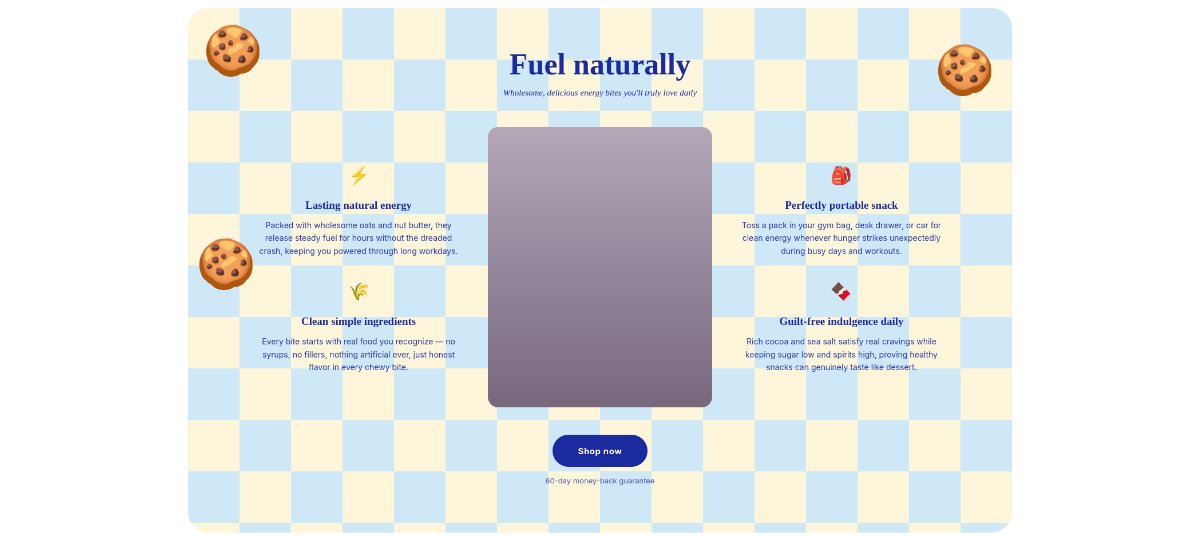 Fuel naturally
Wholesome, delicious energy bites you'll truly love daily
Lasting natural energy
Packed with wholesome oats and nut butter, they
release steady fuel for hours without the dreaded
crash, keeping you powered through long workdays.
Clean simple ingredients
Every bite starts with real food you recognize — no
syrups, no fillers, nothing artificial ever, just honest
flavor in every chewy bite.
Perfectly portable snack
Toss a pack in your gym bag, desk drawer, or car for
clean energy whenever hunger strikes unexpectedly
during busy days and workouts.
Guilt-free indulgence daily
Rich cocoa and sea salt satisfy real cravings while
keeping sugar low and spirits high, proving healthy
snacks can genuinely taste like dessert.
Shop now
60-day money-back guarantee